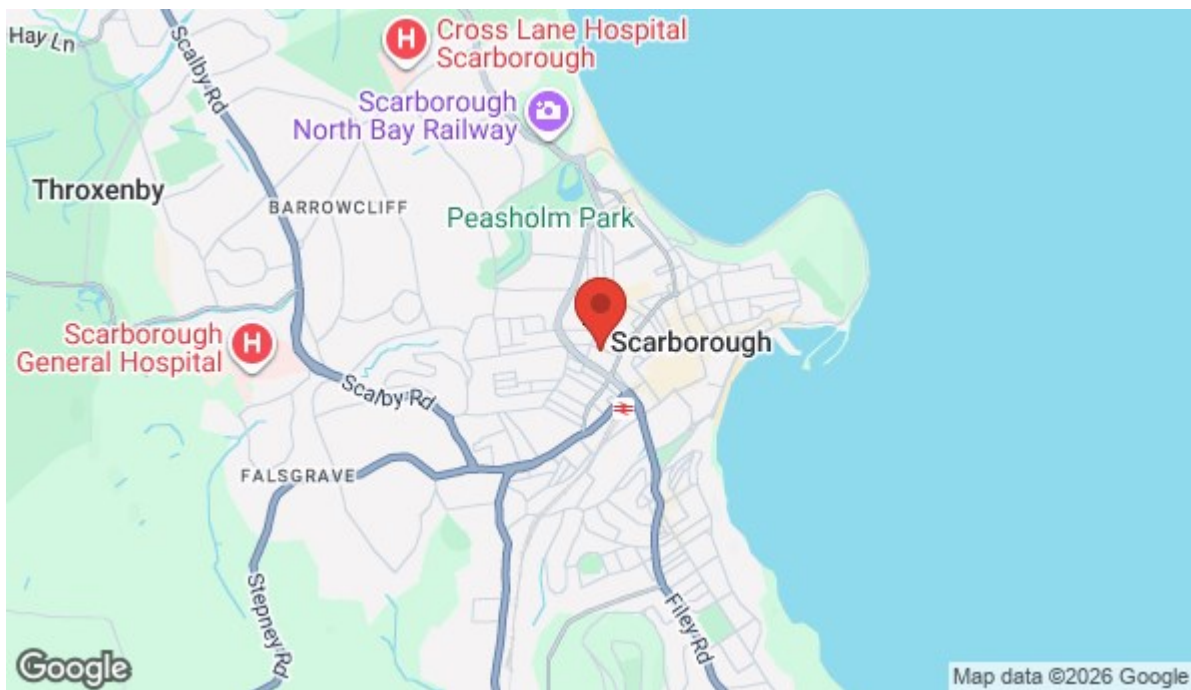 Hay Ln
Scalby Rd
Cross Lane Hospital
Scarborough
H
Scarborough
North Bay Railway
Throxenby
BARROWCLIFF
Peasholm Park
Scarborough
General Hospital
H
Scarborough
Scalby Rd
FALSGRAVE
Stepney Rd
Filey Rd
Google
Map data ©2026 Google